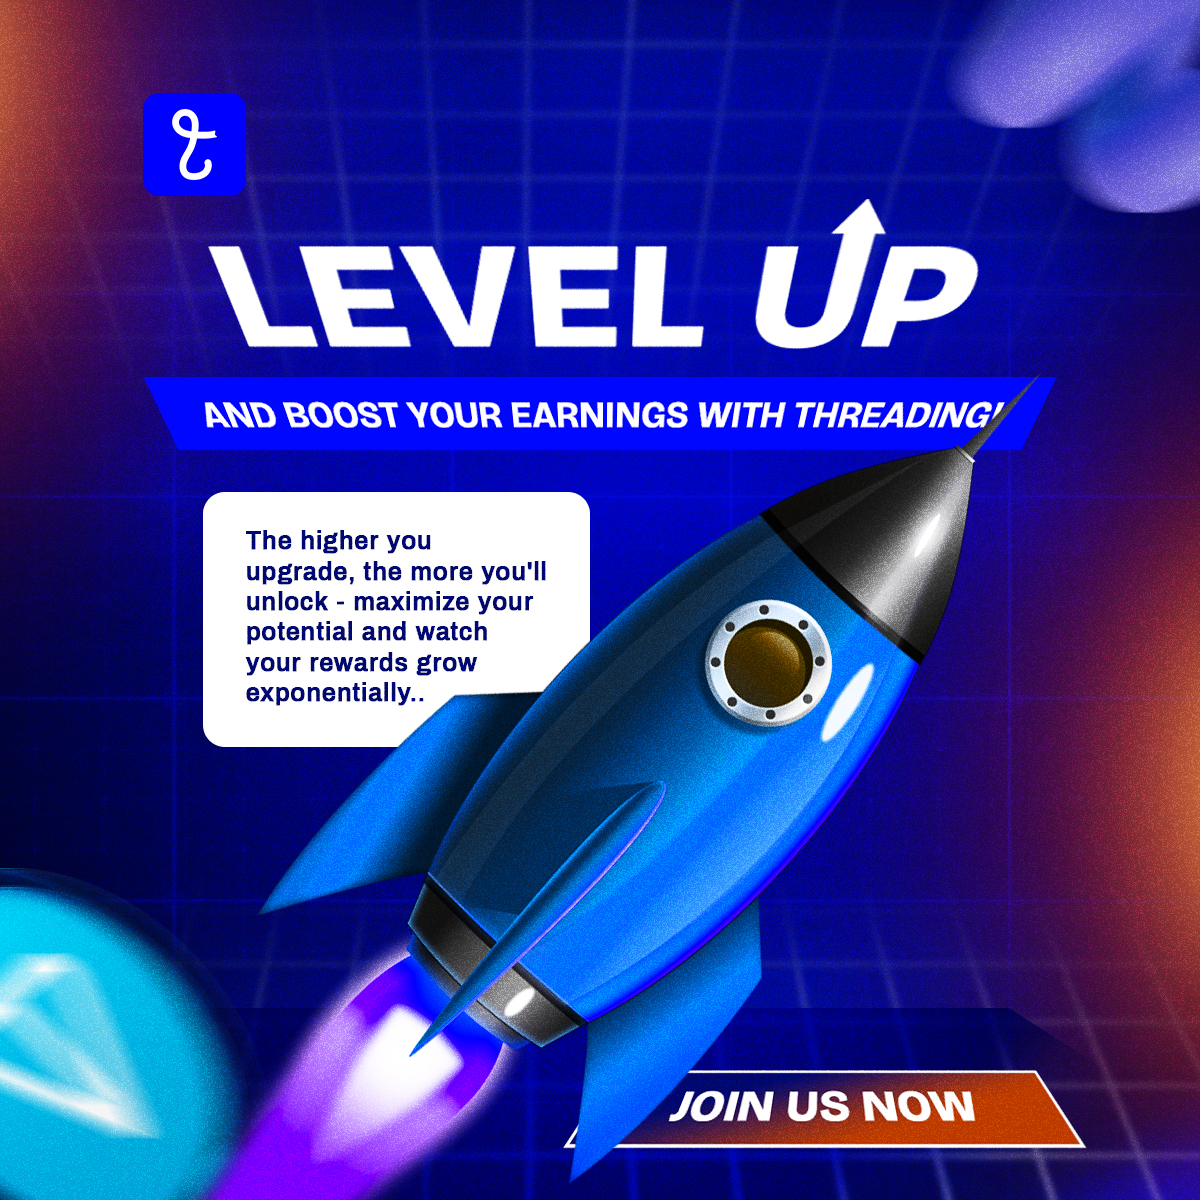 LEVEL UP
AND BOOST YOUR EARNINGS WITH THREADING!
The higher you
upgrade, the more you'll
unlock - maximize your
potential and watch
your rewards grow
exponentially..
JOIN US NOW